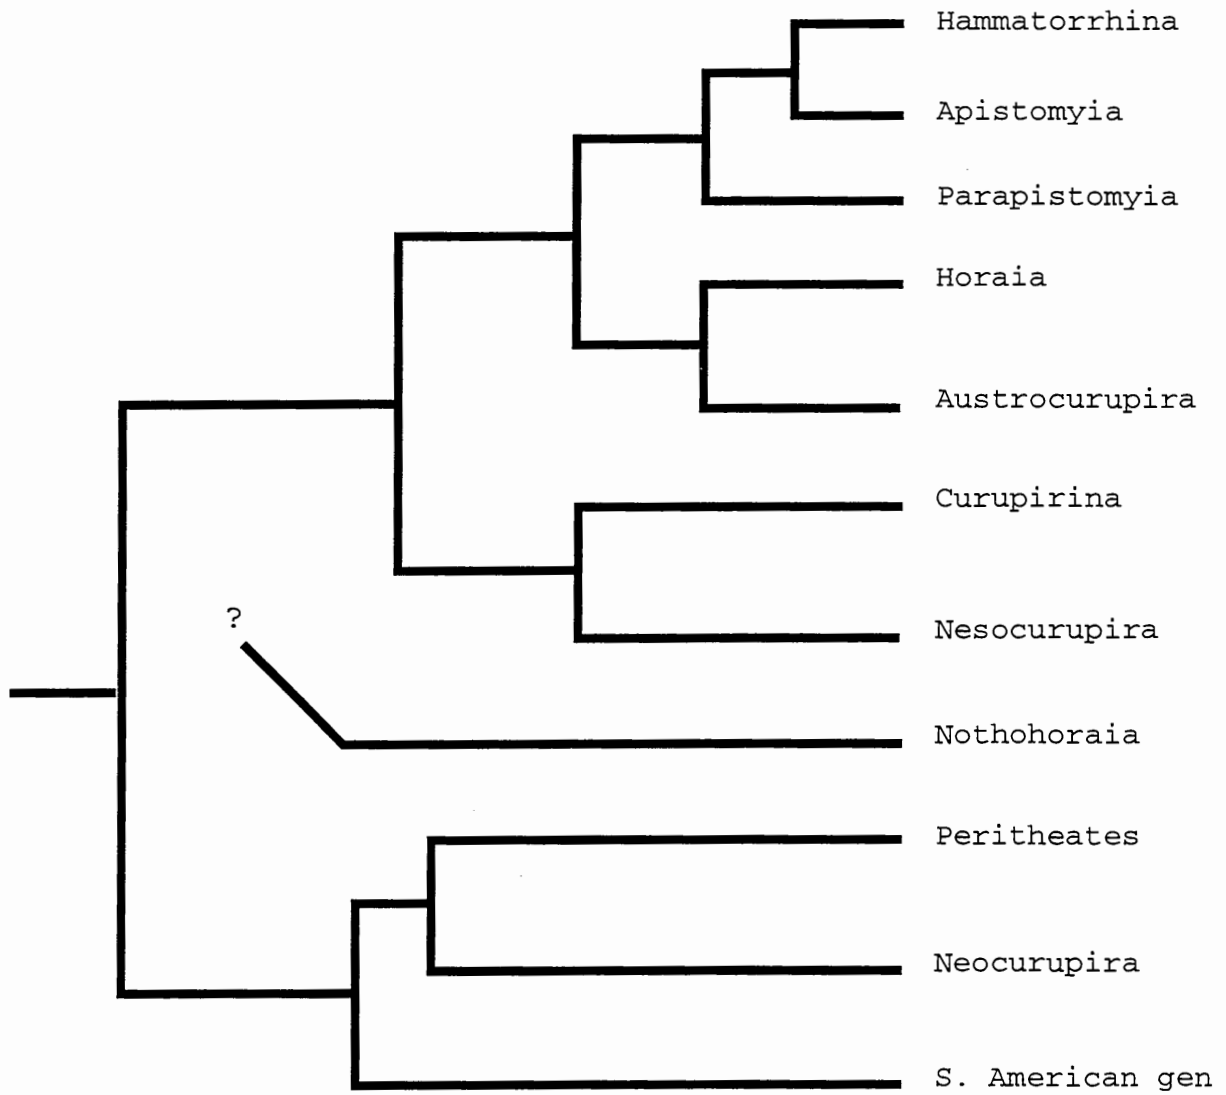 Hammatorrhina
Apistomyia
Parapistomyia
Horaia
Austrocurupira
Curupirina
?
Nesocurupira
Nothohoraia
Peritheates
Neocurupira
S. American gen